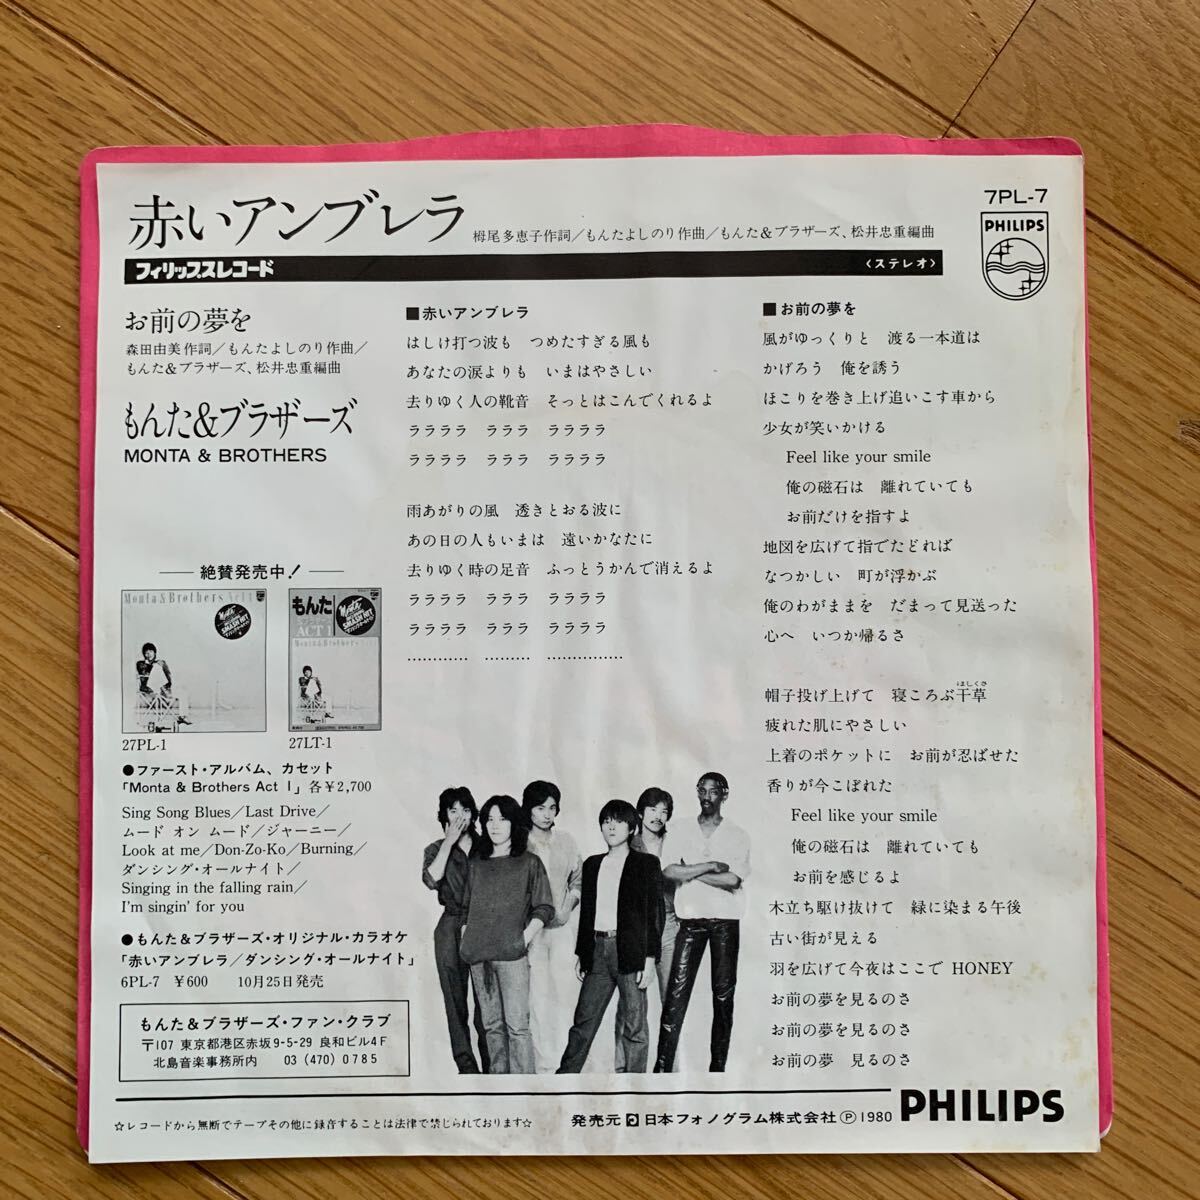 赤いアンブレラ
栂尾多恵子作詞／もんたよしのり作曲／もんた＆ブラザーズ、松井忠重編曲
7PL-7
PHILIPS
フィリップスレコード
〈ステレオ〉
お前の夢を
森田由美作詞／もんたよしのり作曲／
もんた＆ブラザーズ、松井忠重編曲
もんた＆ブラザーズ
MONTA & BROTHERS
絶賛発売中！
Monta & Brothers Act 1
もんた
ACT 1
Monta & Brothers
27PL-1
27LT-1
●ファースト・アルバム、カセット
「Monta & Brothers Act I」各¥2,700
Sing Song Blues／Last Drive／
ムード オン ムード／ジャーニー／
Look at me／Don-Zo-Ko／Burning／
ダンシング・オールナイト／
Singing in the falling rain／
I'm singin' for you
●もんた＆ブラザーズ・オリジナル・カラオケ
「赤いアンブレラ／ダンシング・オールナイト」
6PL-7 ¥600 10月25日発売
もんた＆ブラザーズ・ファン・クラブ
〒107 東京都港区赤坂9-5-29 良和ビル4F
北島音楽事務所内 03(470)0785
■赤いアンブレラ
はしけ打つ波も つめたすぎる風も
あなたの涙よりも いまはやさしい
去りゆく人の靴音 そっとはこんでくれるよ
ララララ ラララ ララララ
ララララ ラララ ララララ
雨あがりの風 透きとおる波に
あの日の人もいまは 遠いかなたに
去りゆく時の足音 ふっとうかんで消えるよ
ララララ ラララ ララララ
ララララ ラララ ララララ
………… ……… …………
■お前の夢を
風がゆっくりと 渡る一本道は
かげろう 俺を誘う
ほこりを巻き上げ追いこす車から
少女が笑いかける
Feel like your smile
俺の磁石は 離れていても
お前だけを指すよ
地図を広げて指でたどれば
なつかしい 町が浮かぶ
俺のわがままを だまって見送った
心へ いつか帰るさ
帽子投げ上げて 寝ころぶ干草
ほしくさ
疲れた肌にやさしい
上着のポケットに お前が忍ばせた
香りが今こぼれた
Feel like your smile
俺の磁石は 離れていても
お前を感じるよ
木立ち駆け抜けて 緑に染まる午後
古い街が見える
羽を広げて今夜はここで HONEY
お前の夢を見るのさ
お前の夢を見るのさ
お前の夢 見るのさ
☆レコードから無断でテープその他に録音することは法律で禁じられております☆
発売元 日本フォノグラム株式会社 Ⓟ1980
PHILIPS